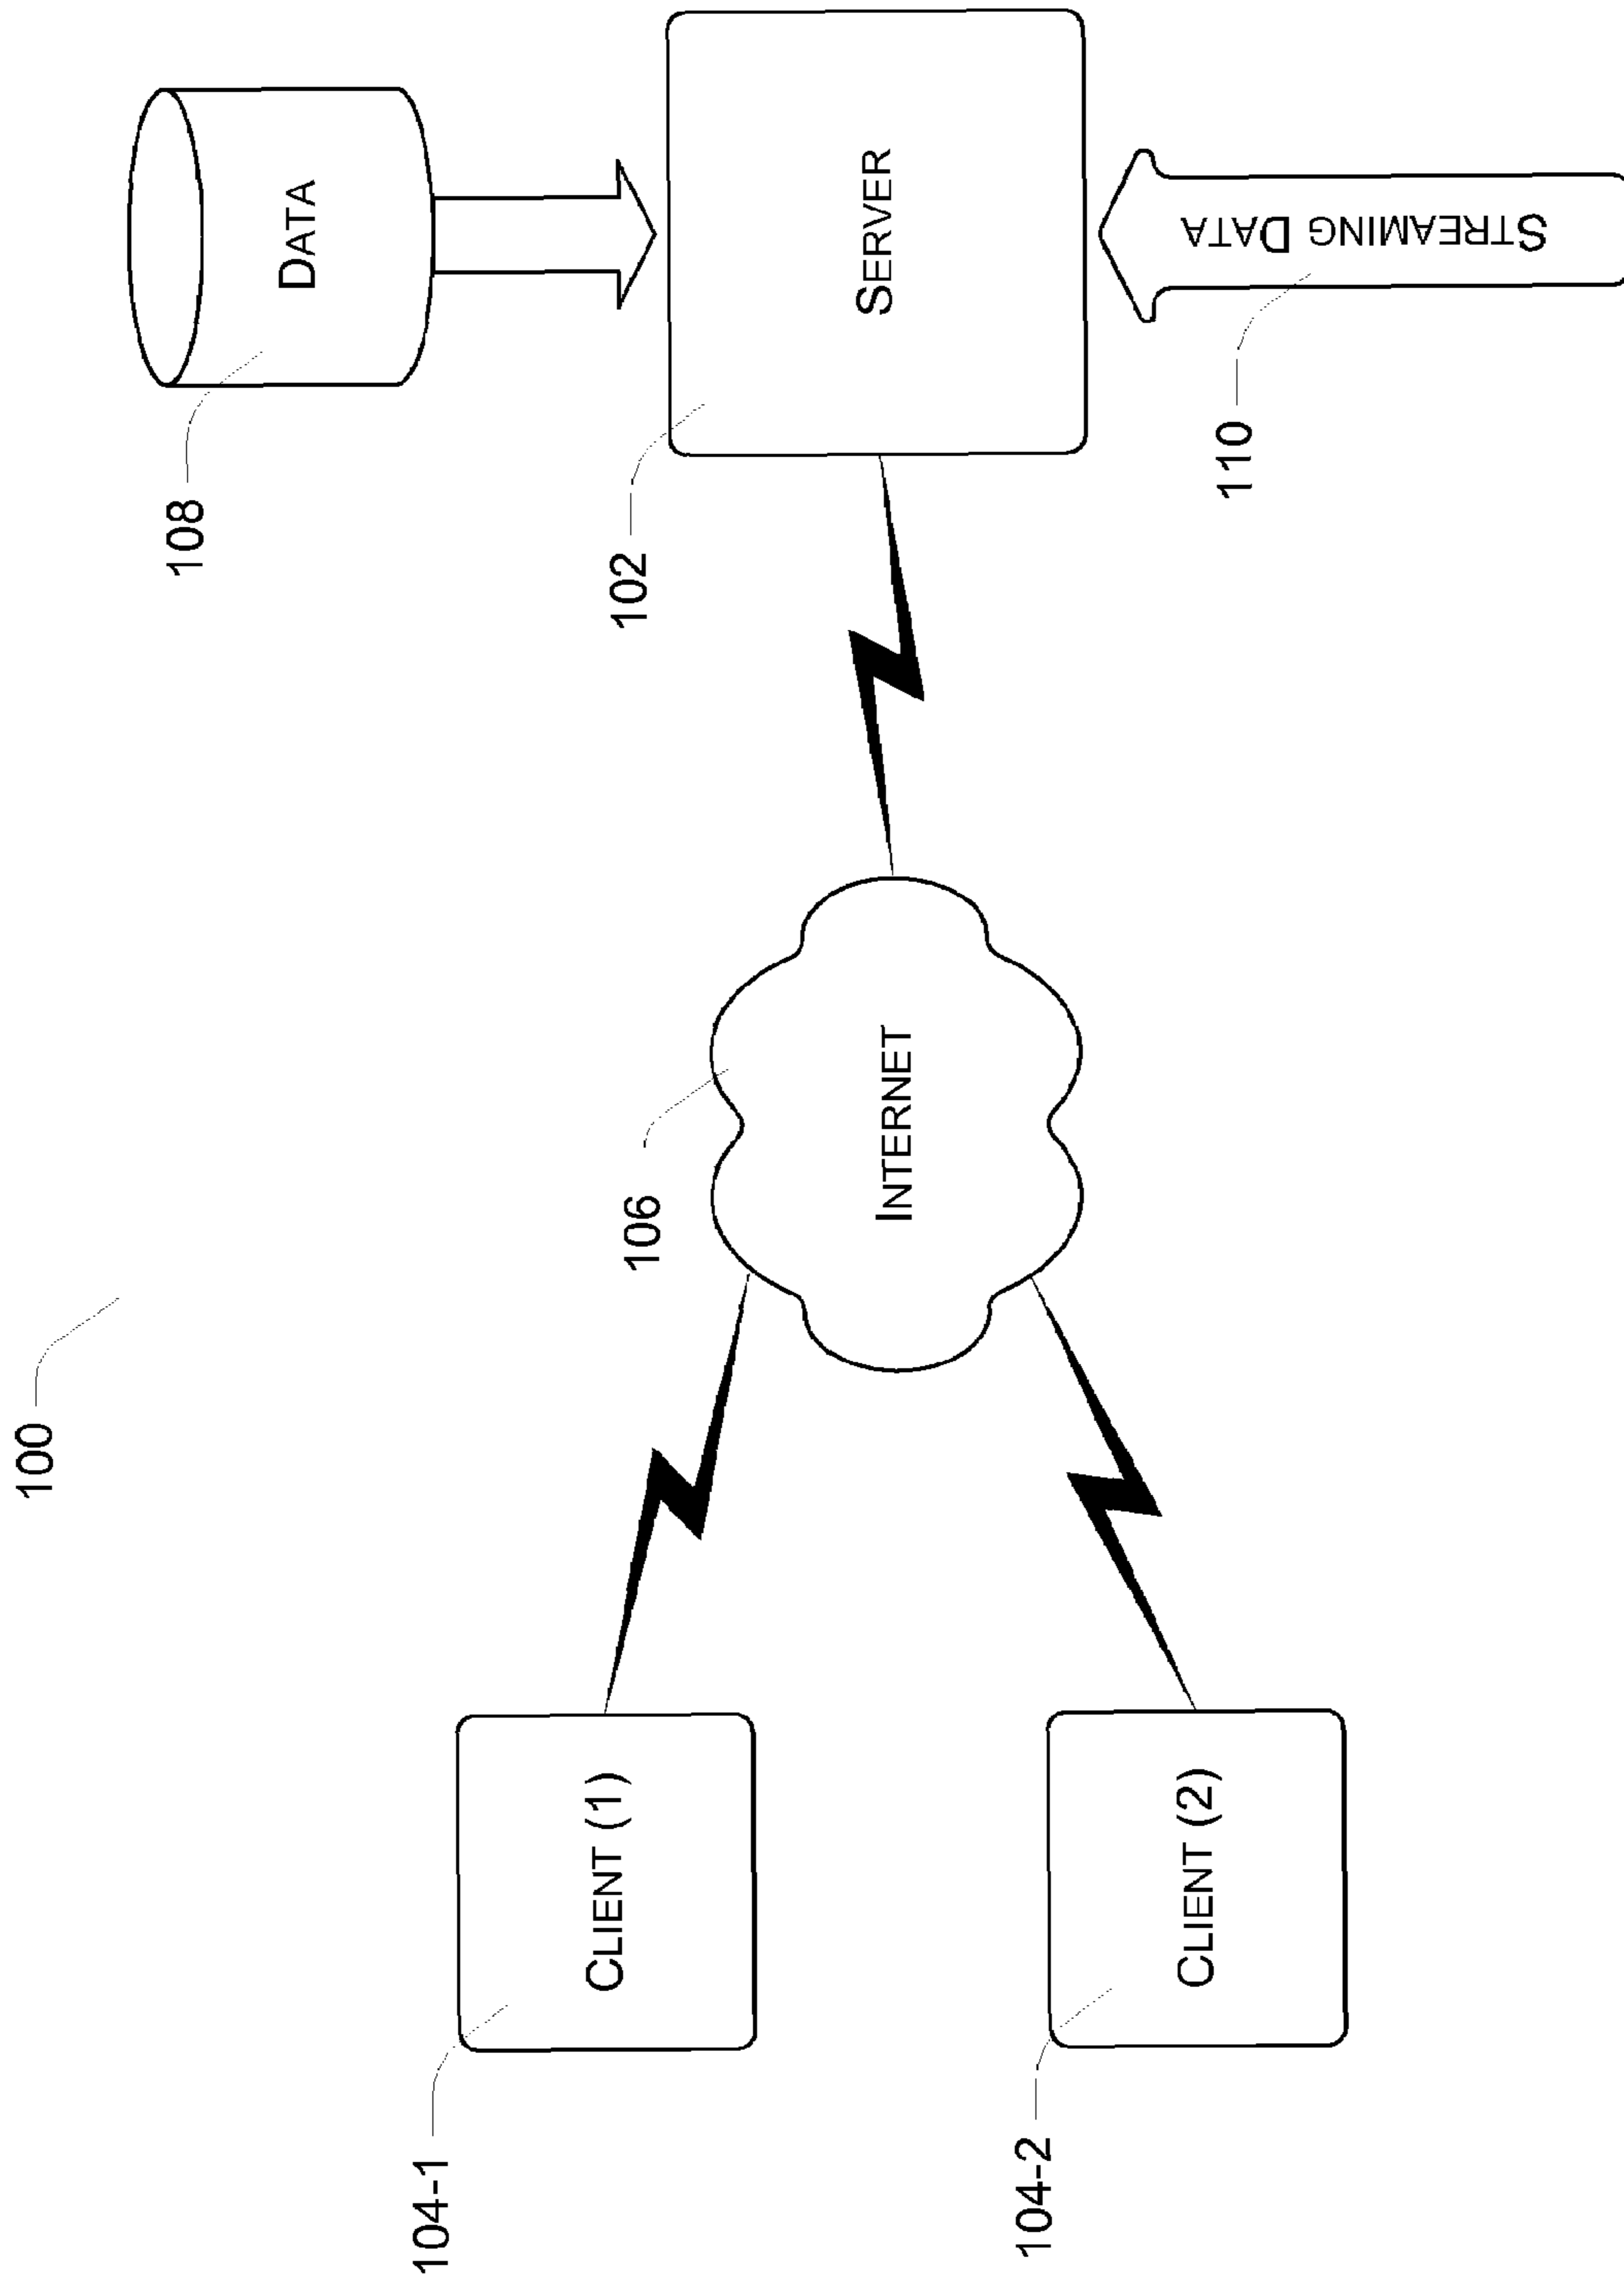 100
104-1
CLIENT (1)
104-2
CLIENT (2)
106
INTERNET
108
DATA
102
SERVER
110
STREAMING DATA